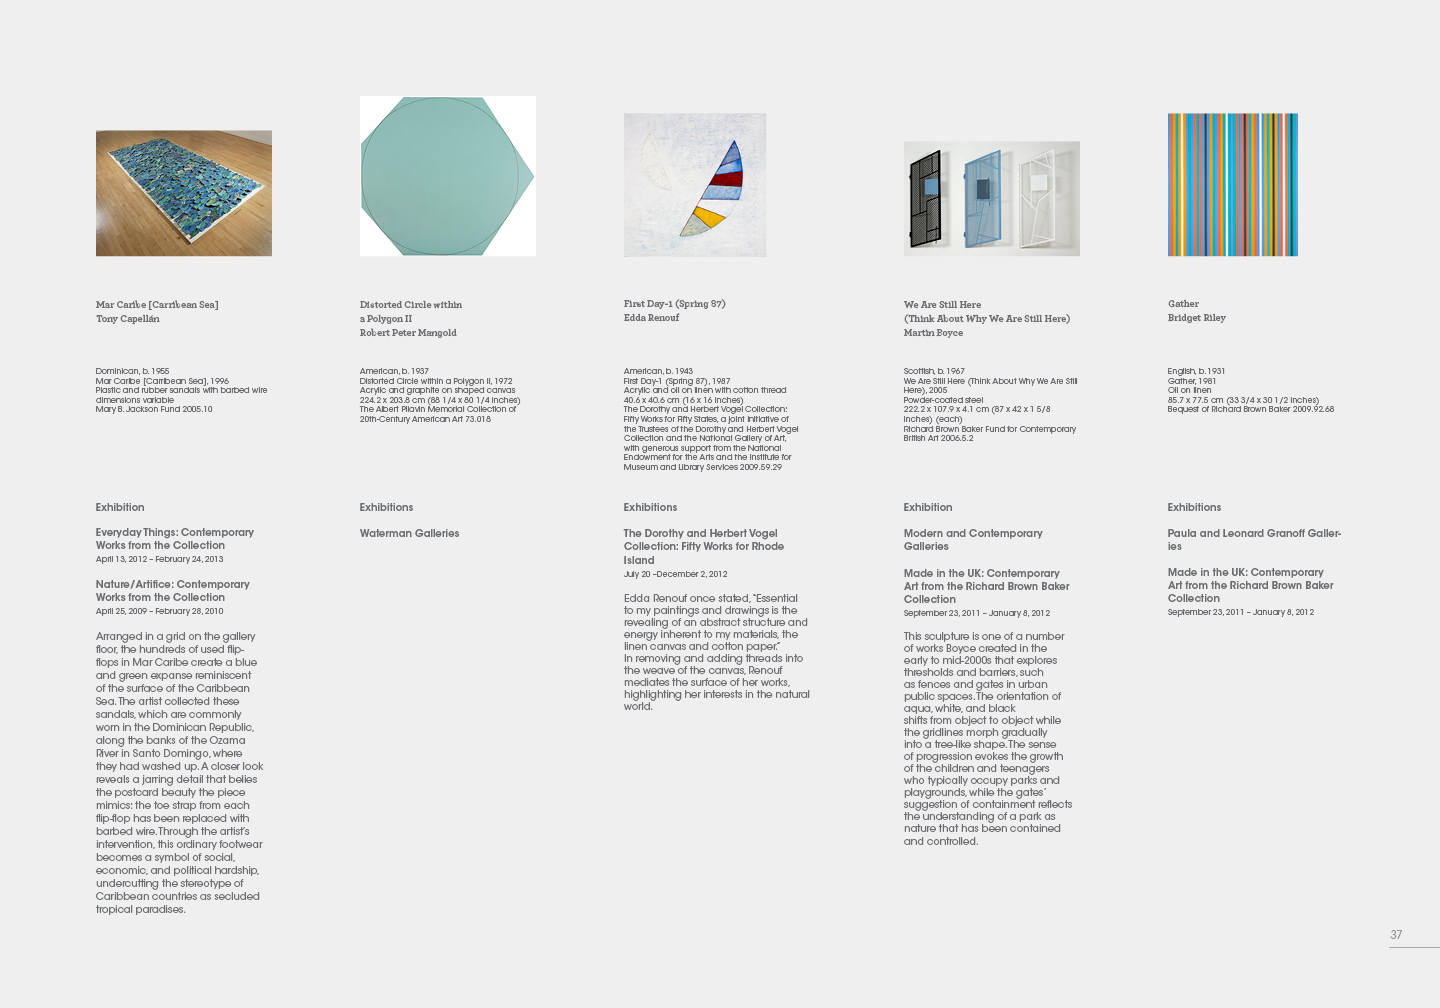 Mar Caribe [Carribean Sea]
Tony Capellán
Dominican, b. 1955
Mar Caribe [Carribean Sea], 1996
Plastic and rubber sandals with barbed wire
dimensions variable
Mary B. Jackson Fund 2005.10
Exhibition
Everyday Things: Contemporary
Works from the Collection
April 13, 2012 – February 24, 2013
Nature/Artifice: Contemporary
Works from the Collection
April 25, 2009 – February 28, 2010
Arranged in a grid on the gallery
floor, the hundreds of used flip-
flops in Mar Caribe create a blue
and green expanse reminiscent
of the surface of the Caribbean
Sea. The artist collected these
sandals, which are commonly
worn in the Dominican Republic,
along the banks of the Ozama
River in Santo Domingo, where
they had washed up. A closer look
reveals a jarring detail that belies
the postcard beauty the piece
mimics: the toe strap from each
flip-flop has been replaced with
barbed wire. Through the artist's
intervention, this ordinary footwear
becomes a symbol of social,
economic, and political hardship,
undercutting the stereotype of
Caribbean countries as secluded
tropical paradises.
Distorted Circle within
a Polygon II
Robert Peter Mangold
American, b. 1937
Distorted Circle within a Polygon II, 1972
Acrylic and graphite on shaped canvas
224.2 x 203.8 cm (88 1/4 x 80 1/4 inches)
The Albert Pilavin Memorial Collection of
20th-Century American Art 73.018
Exhibitions
Waterman Galleries
First Day-1 (Spring 87)
Edda Renouf
American, b. 1943
First Day-1 (Spring 87), 1987
Acrylic and oil on linen with cotton thread
40.6 x 40.6 cm (16 x 16 inches)
The Dorothy and Herbert Vogel Collection:
Fifty Works for Fifty States, a joint initiative of
the Trustees of the Dorothy and Herbert Vogel
Collection and the National Gallery of Art,
with generous support from the National
Endowment for the Arts and the Institute for
Museum and Library Services 2009.59.29
Exhibitions
The Dorothy and Herbert Vogel
Collection: Fifty Works for Rhode
Island
July 20 –December 2, 2012
Edda Renouf once stated, "Essential
to my paintings and drawings is the
revealing of an abstract structure and
energy inherent to my materials, the
linen canvas and cotton paper."
In removing and adding threads into
the weave of the canvas, Renouf
mediates the surface of her works,
highlighting her interests in the natural
world.
We Are Still Here
(Think About Why We Are Still Here)
Martin Boyce
Scottish, b. 1967
We Are Still Here (Think About Why We Are Still
Here), 2005
Powder-coated steel
222.2 x 107.9 x 4.1 cm (87 x 42 x 1 5/8
inches) (each)
Richard Brown Baker Fund for Contemporary
British Art 2006.5.2
Exhibition
Modern and Contemporary
Galleries
Made in the UK: Contemporary
Art from the Richard Brown Baker
Collection
September 23, 2011 – January 8, 2012
This sculpture is one of a number
of works Boyce created in the
early to mid-2000s that explores
thresholds and barriers, such
as fences and gates in urban
public spaces. The orientation of
aqua, white, and black
shifts from object to object while
the gridlines morph gradually
into a tree-like shape. The sense
of progression evokes the growth
of the children and teenagers
who typically occupy parks and
playgrounds, while the gates'
suggestion of containment reflects
the understanding of a park as
nature that has been contained
and controlled.
Gather
Bridget Riley
English, b. 1931
Gather, 1981
Oil on linen
85.7 x 77.5 cm (33 3/4 x 30 1/2 inches)
Bequest of Richard Brown Baker 2009.92.68
Exhibitions
Paula and Leonard Granoff Galler-
ies
Made in the UK: Contemporary
Art from the Richard Brown Baker
Collection
September 23, 2011 – January 8, 2012
37